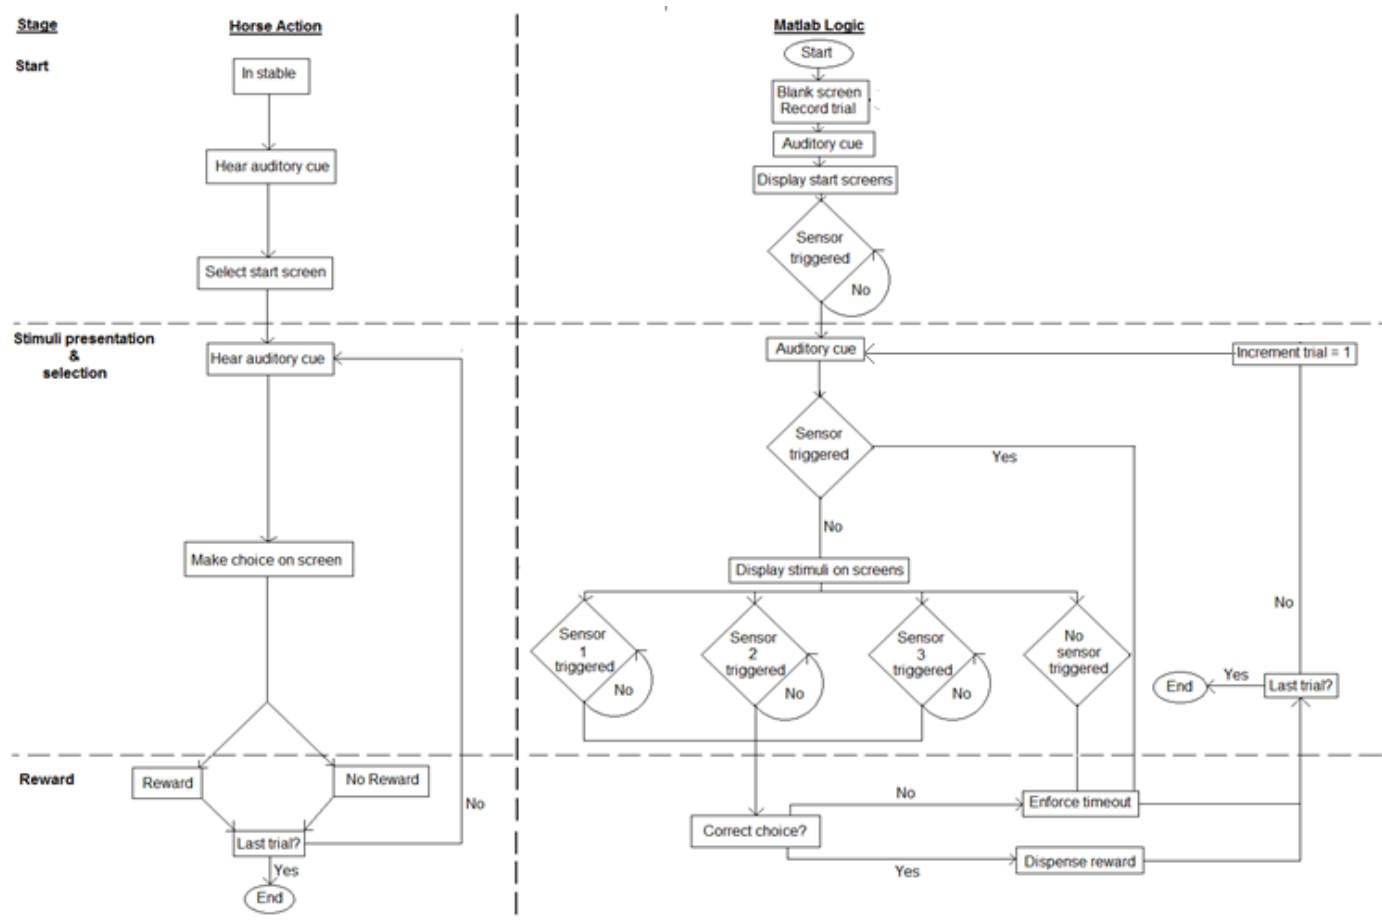 Stage
Horse Action
Matlab Logic
Start
In stable
Hear auditory cue
Select start screen
Start
Blank screen
Record trial
Auditory cue
Display start screens
Sensor
triggered
No
Stimuli presentation
&
selection
Hear auditory cue
Make choice on screen
Auditory cue
Increment trial = 1
Sensor
triggered
Yes
No
Display stimuli on screens
Sensor
1
triggered
No
Sensor
2
triggered
No
Sensor
3
triggered
No
No
sensor
triggered
No
End
Yes
Last trial?
Reward
Reward
No Reward
No
Last trial?
Yes
End
Correct choice?
No
Enforce timeout
Yes
Dispense reward